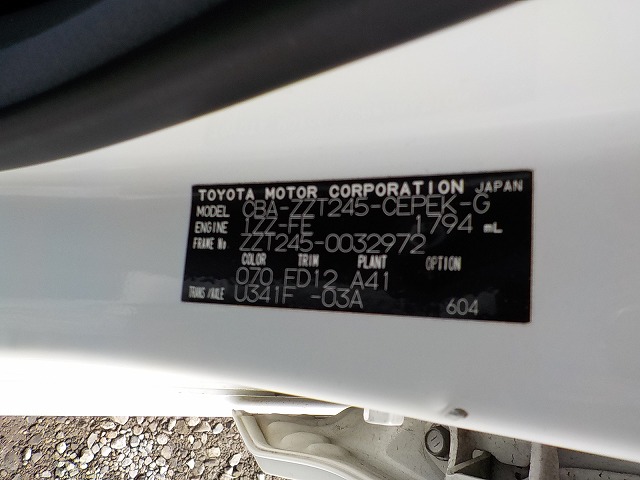 TOYOTA MOTOR CORPORATION JAPAN
MODEL CBA-ZZT245-CEPEK-G
ENGINE 1ZZ-FE 1794 mL
FRAME No ZZT245-0032972
COLOR TRIM PLANT OPTION
070 FD12 A41
TRANS/AXLE U341F -03A
604